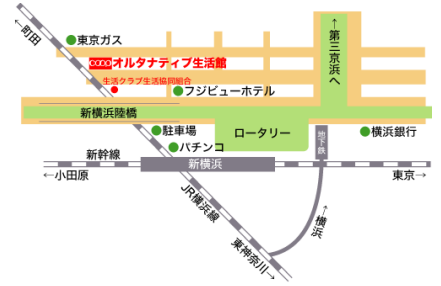 ←町田
東京ガス
↑第三京浜へ
coop オルタナティブ生活館
生活クラブ生活協同組合
フジビューホテル
新横浜陸橋
駐車場
ロータリー
地下鉄
横浜銀行
パチンコ
新幹線
新横浜
←小田原
東京→
JR横浜線
←横浜
東神奈川→